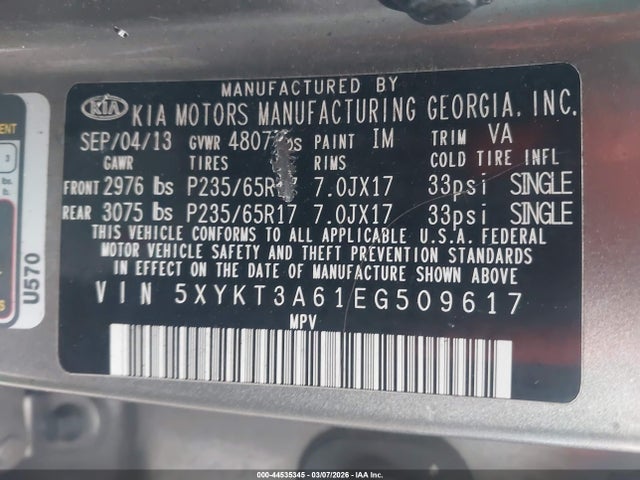 MANUFACTURED BY
KIA KIA MOTORS MANUFACTURING GEORGIA, INC.
SEP/04/13 GVWR PAINT IM TRIM VA
GAWR TIRES RIMS COLD TIRE INFL
FRONT 2976 lbs 7.0JX17 33psi SINGLE
REAR 3075 lbs P235/65R17 7.0JX17 33psi SINGLE
THIS VEHICLE CONFORMS TO ALL APPLICABLE U.S.A. FEDERAL
MOTOR VEHICLE SAFETY AND THEFT PREVENTION STANDARDS
IN EFFECT ON THE DATE OF MANUFACTURE SHOWN ABOVE
VIN 5XYKT3A61EG509617
MPV
U570
000-44535345 - 03/07/2026 - IAA Inc.